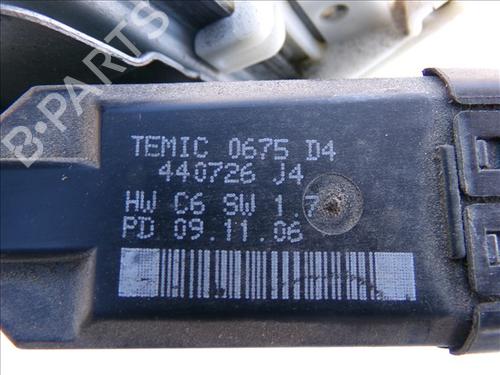 TEMIC 0675 D4
440726 J4
HW C6 SW 1.7
PD 09.11.06
B-PARTS